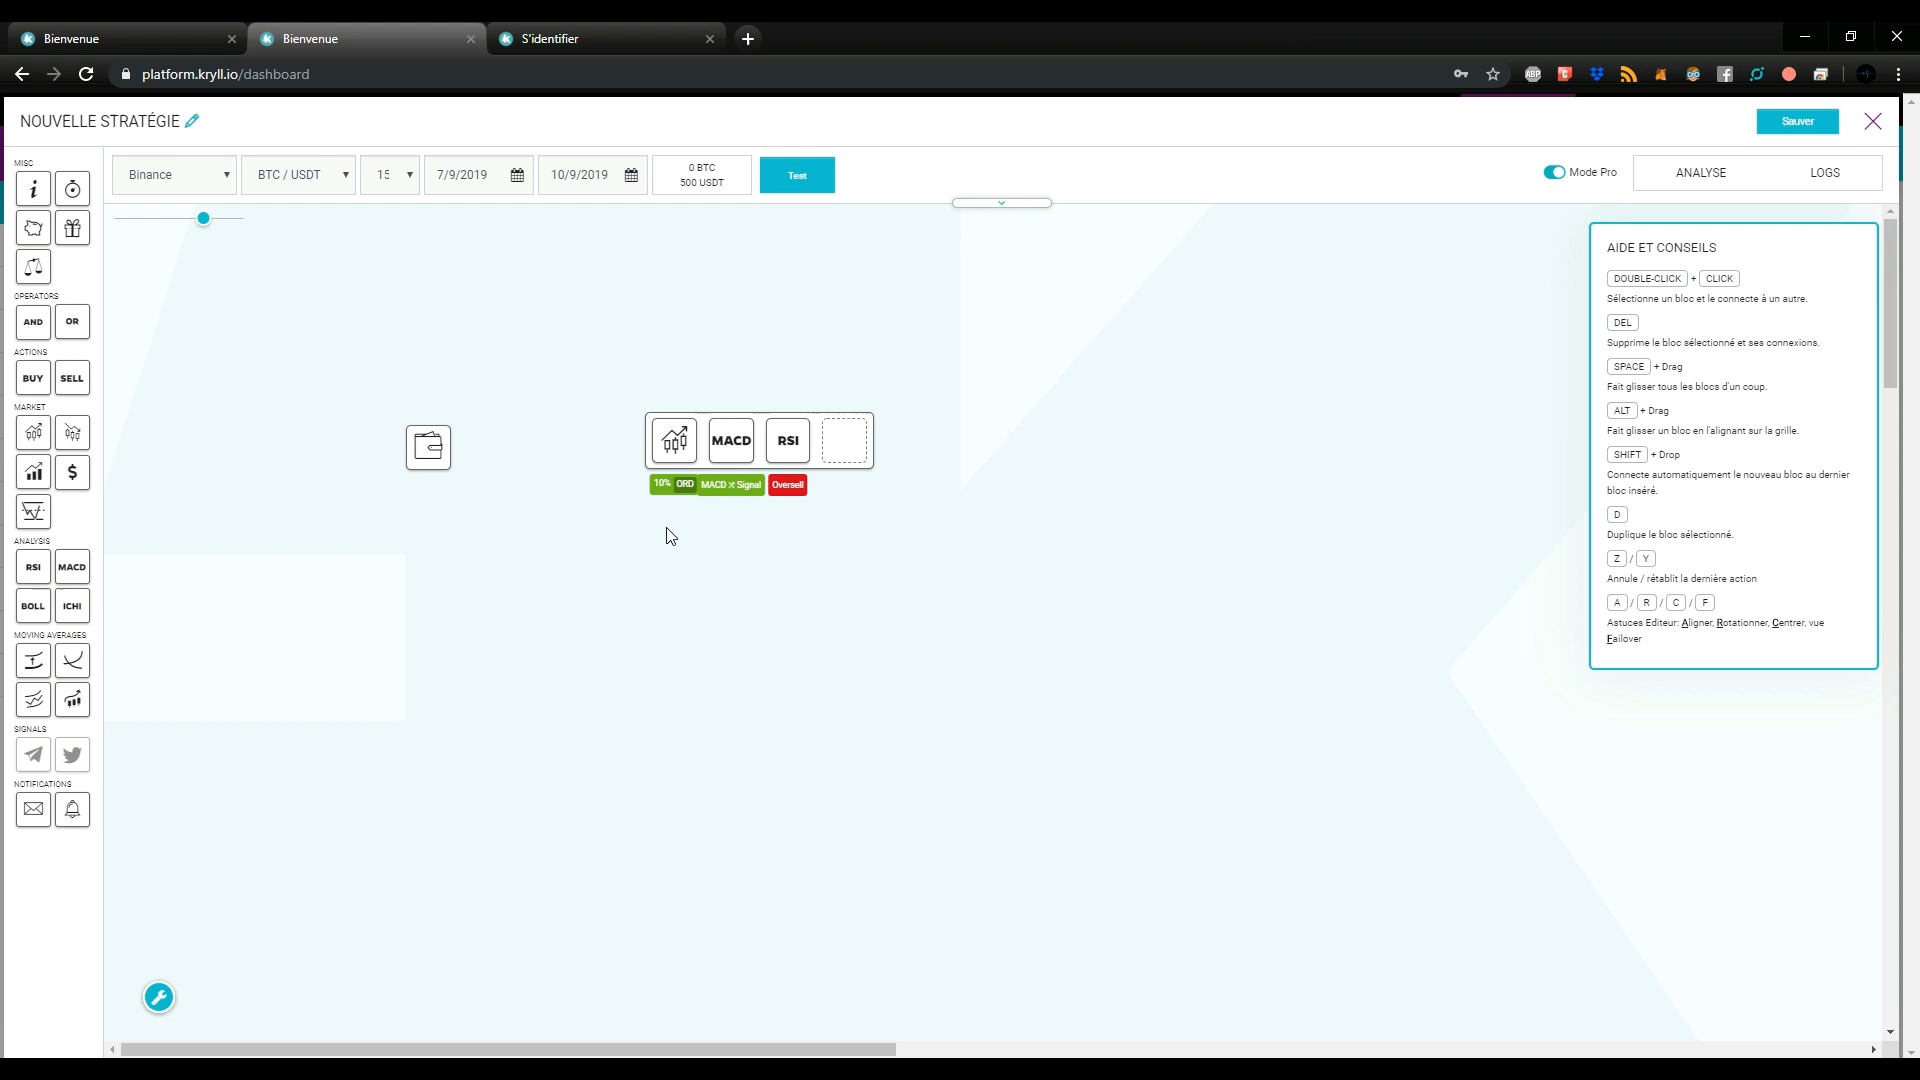 Bienvenue
Bienvenue
S'identifier
platform.kryll.io/dashboard
ABP
NOUVELLE STRATÉGIE
Sauver
MISC
Binance
BTC / USDT
15
7/9/2019
10/9/2019
0 BTC
500 USDT
Test
Mode Pro
ANALYSE
LOGS
OPERATORS
AND
OR
ACTIONS
BUY
SELL
MARKET
ANALYSIS
RSI
MACD
BOLL
ICHI
MOVING AVERAGES
SIGNALS
NOTIFICATIONS
MACD
RSI
10%
ORD
MACD
Signal
Oversell
AIDE ET CONSEILS
DOUBLE-CLICK + CLICK
Sélectionne un bloc et le connecte à un autre.
DEL
Supprime le bloc sélectionné et ses connexions.
SPACE + Drag
Fait glisser tous les blocs d'un coup.
ALT + Drag
Fait glisser un bloc en l'alignant sur la grille.
SHIFT + Drop
Connecte automatiquement le nouveau bloc au dernier
bloc inséré.
D
Duplique le bloc sélectionné.
Z / Y
Annule / rétablit la dernière action
A / R / C / F
Astuces Editeur: Aligner, Rotationner, Centrer, vue
Failover